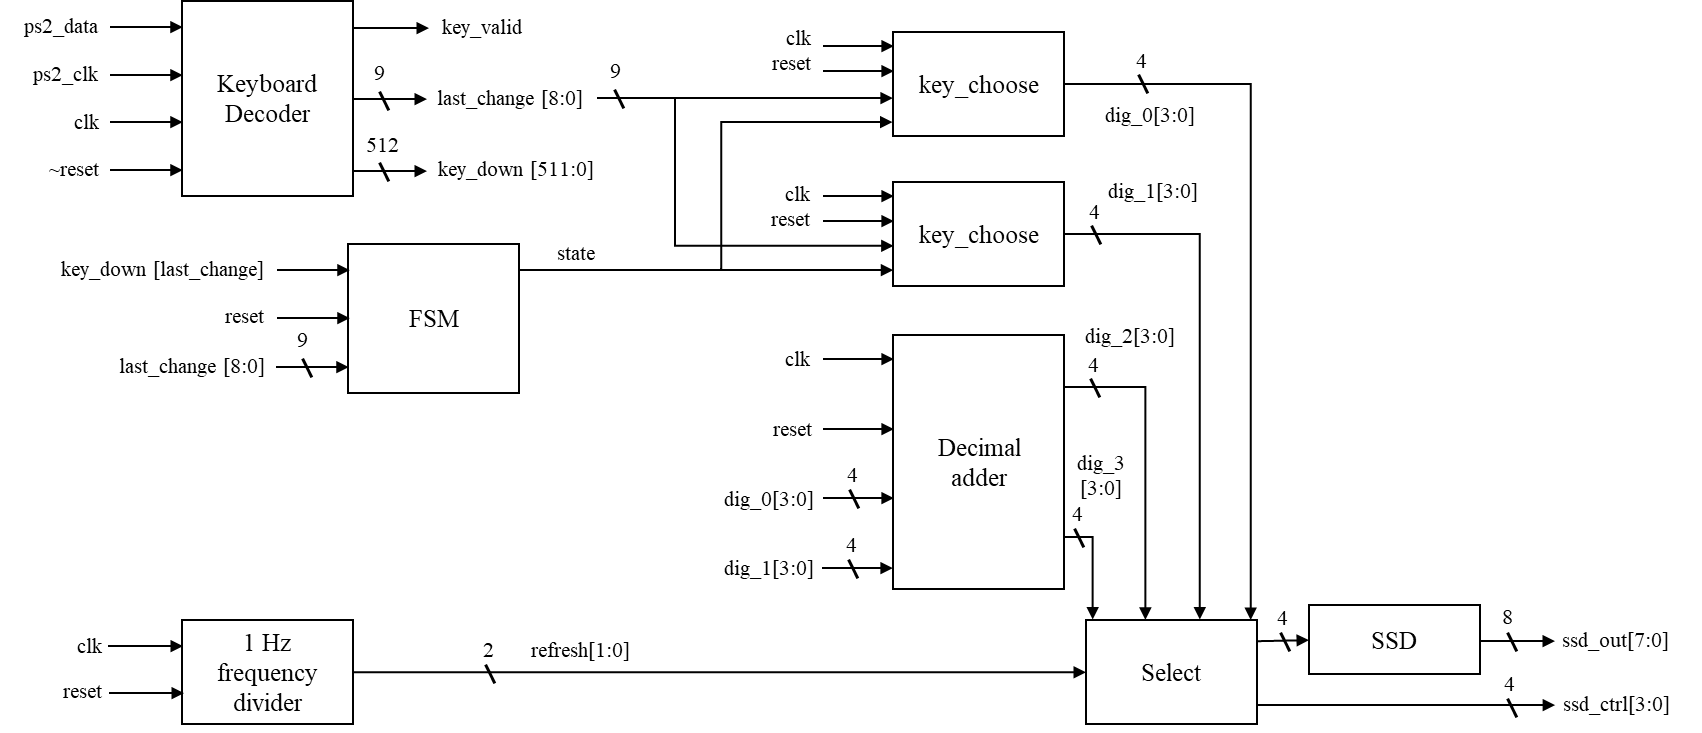 ps2_data
ps2_clk
clk
~reset
Keyboard
Decoder
key_valid
9
last_change [8:0]
512
key_down [511:0]
9
clk
reset
key_choose
4
dig_0[3:0]
clk
reset
key_choose
dig_1[3:0]
4
key_down [last_change]
reset
9
last_change [8:0]
FSM
state
clk
reset
4
dig_0[3:0]
4
dig_1[3:0]
Decimal
adder
dig_2[3:0]
4
dig_3
[3:0]
4
clk
reset
1 Hz
frequency
divider
2
refresh[1:0]
Select
4
SSD
8
ssd_out[7:0]
4
ssd_ctrl[3:0]